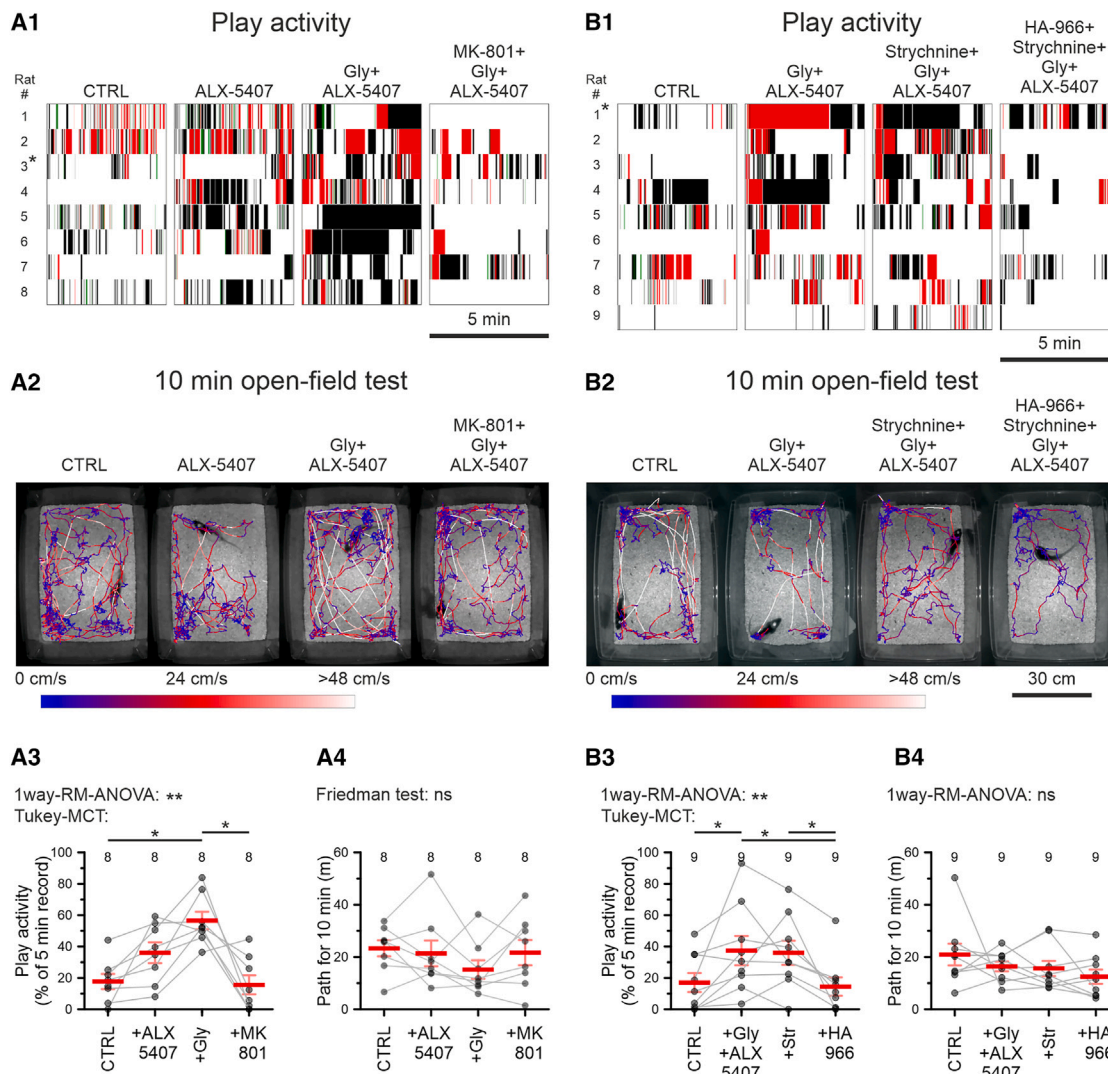 A1
Play activity
Rat
#
CTRL
ALX-5407
Gly+
ALX-5407
MK-801+
Gly+
ALX-5407
1
2
3*
4
5
6
7
8
5 min
B1
Play activity
Rat
#
CTRL
Gly+
ALX-5407
Strychnine+
Gly+
ALX-5407
HA-966+
Strychnine+
Gly+
ALX-5407
1*
2
3
4
5
6
7
8
9
5 min
A2
10 min open-field test
CTRL
ALX-5407
Gly+
ALX-5407
MK-801+
Gly+
ALX-5407
0 cm/s 24 cm/s >48 cm/s
B2
10 min open-field test
CTRL
Gly+
ALX-5407
Strychnine+
Gly+
ALX-5407
HA-966+
Strychnine+
Gly+
ALX-5407
0 cm/s 24 cm/s >48 cm/s
30 cm
A3
1way-RM-ANOVA: **
Tukey-MCT:
* *
8 8 8 8
100
80
60
40
20
0
Play activity
(% of 5 min record)
CTRL
+ALX
5407
+Gly
+MK
801
A4
Friedman test: ns
8 8 8 8
60
40
20
0
Path for 10 min (m)
CTRL
+ALX
5407
+Gly
+MK
801
B3
1way-RM-ANOVA: **
Tukey-MCT:
* * *
9 9 9 9
100
80
60
40
20
0
Play activity
(% of 5 min record)
CTRL
+Gly
+ALX
5407
+Str
+HA
966
B4
1way-RM-ANOVA: ns
9 9 9 9
60
40
20
0
Path for 10 min (m)
CTRL
+Gly
+ALX
5407
+Str
+HA
966